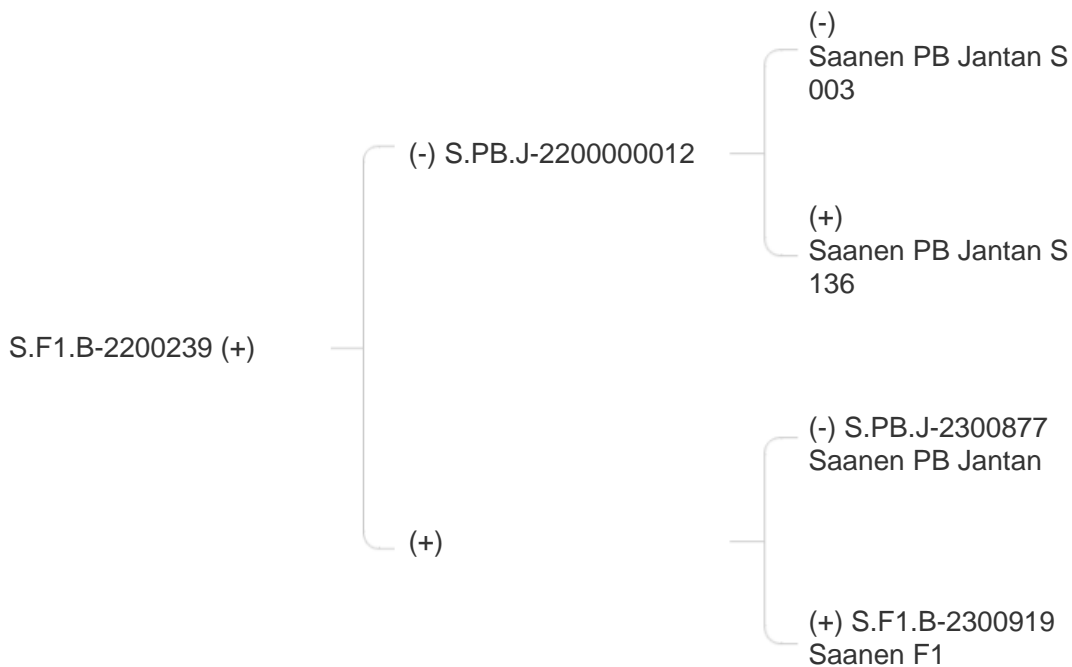 (-)
Saanen PB Jantan S
003
(-) S.PB.J-2200000012
(+)
Saanen PB Jantan S
136
S.F1.B-2200239 (+)
(-) S.PB.J-2300877
Saanen PB Jantan
(+)
(+) S.F1.B-2300919
Saanen F1